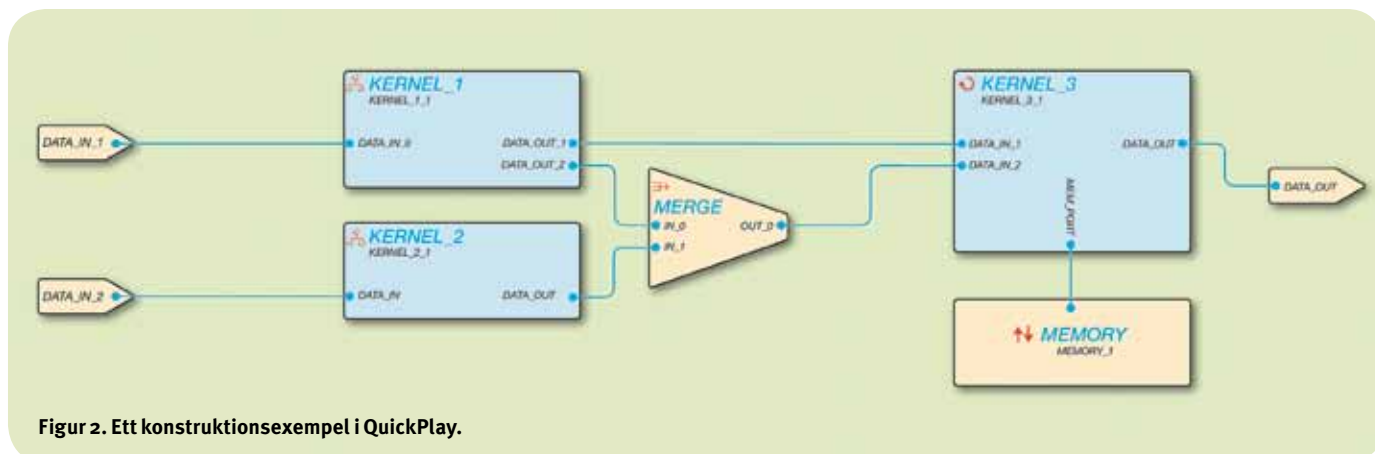 KERNEL_1
KERNEL_1_1
DATA_IN_1
DATA_IN_0
DATA_OUT_1
DATA_OUT_2
KERNEL_2
KERNEL_2_1
DATA_IN_2
DATA_IN
DATA_OUT
MERGE
IN_0
IN_1
OUT_0
KERNEL_3
KERNEL_3_1
DATA_IN_1
DATA_IN_2
DATA_OUT
MEM_PORT
DATA_OUT
MEMORY
MEMORY_1
Figur 2. Ett konstruktionsexempel i QuickPlay.